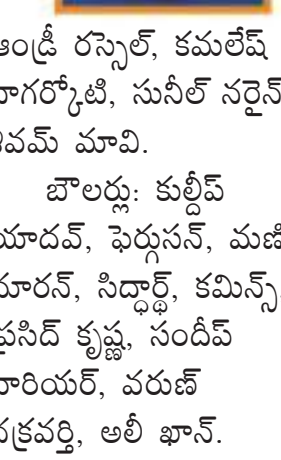 ఆండ్రీ రస్సెల్, కమలేష్
నాగర్కోటి, సునీల్ నరైన్
శివమ్ మావి.
బౌలర్లు: కుల్దీప్
యాదవ్, ఫెర్గుసన్, మణి
మారన్, సిద్ధార్థ్, కమిన్స్,
ప్రసిద్ కృష్ణ, సందీప్
వారియర్, వరుణ్
చక్రవర్తి, అలీ ఖాన్.